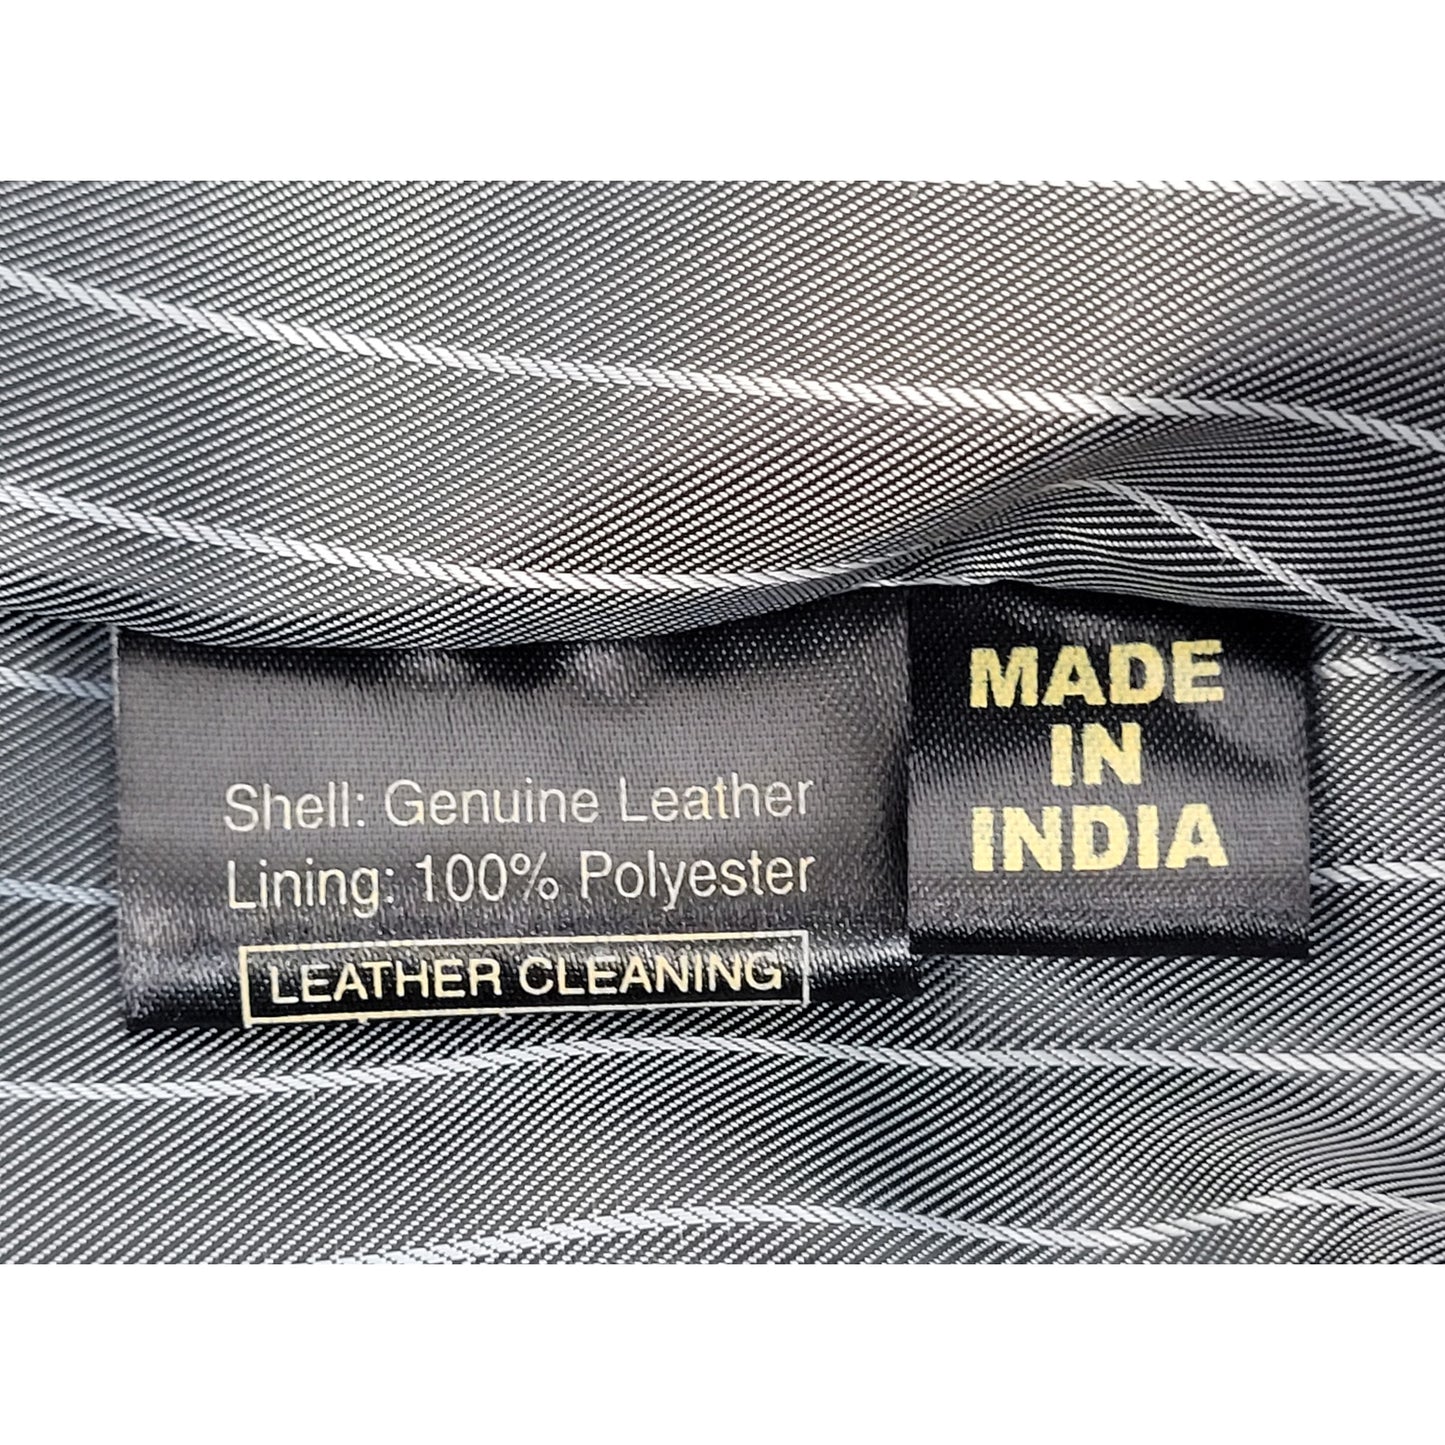 Shell: Genuine Leather
Lining: 100% Polyester
LEATHER CLEANING
MADE
IN
INDIA